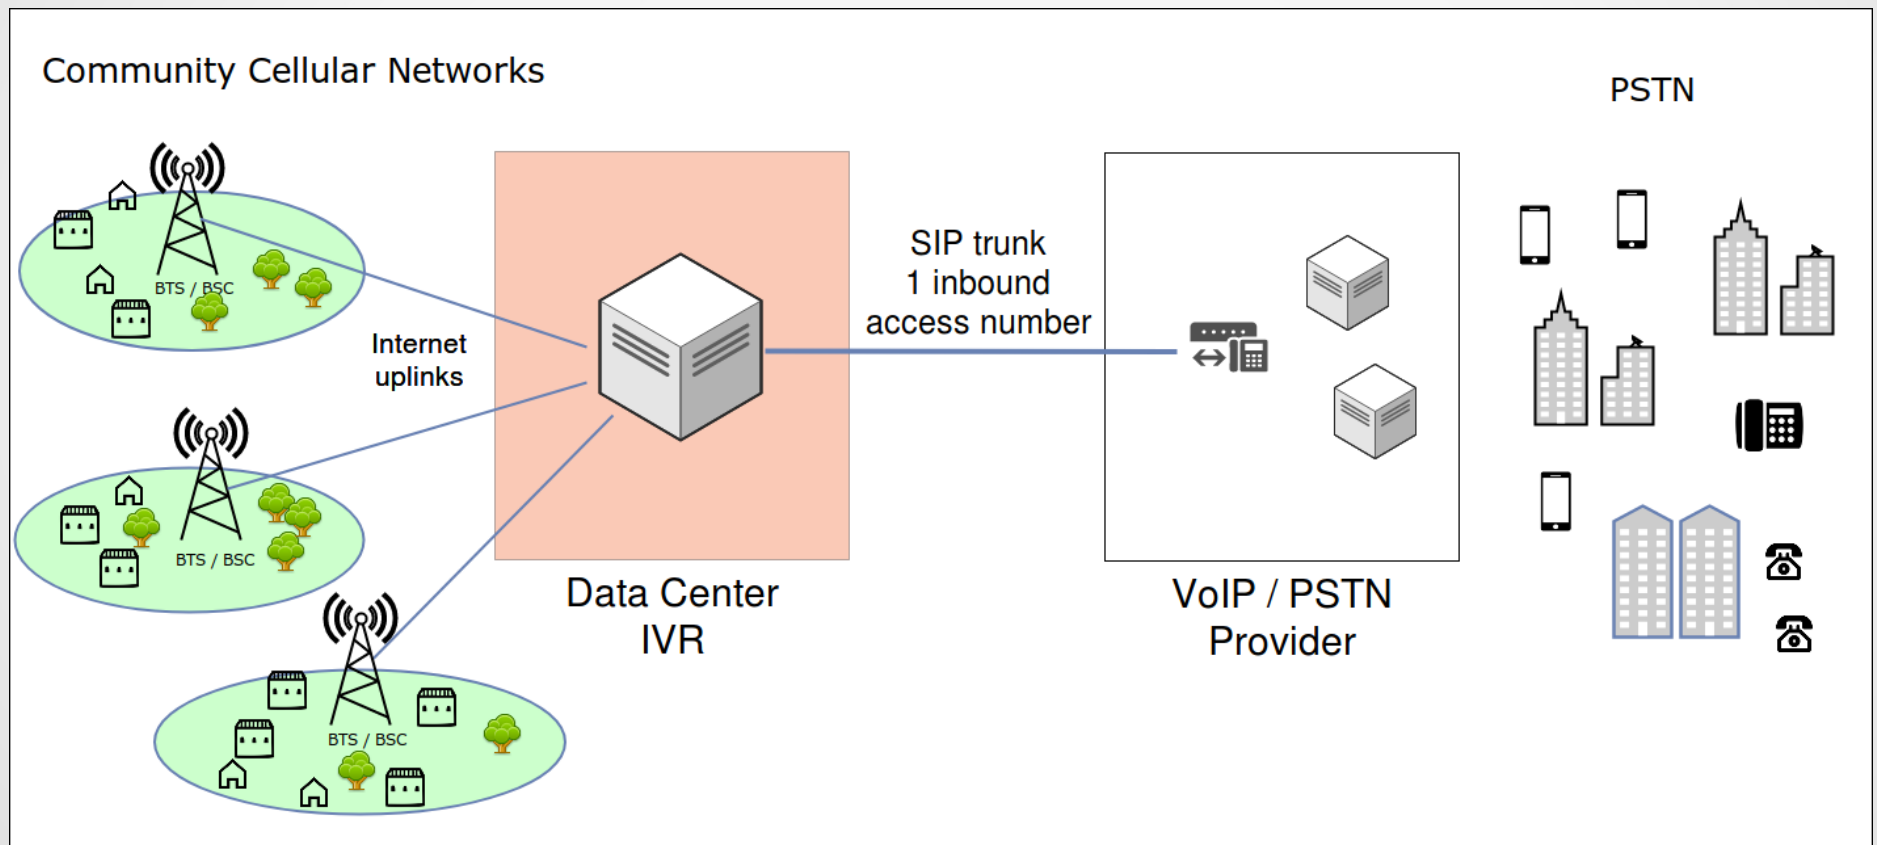 Community Cellular Networks
PSTN
BTS / BSC
Internet
uplinks
SIP trunk
1 inbound
access number
BTS / BSC
Data Center
IVR
VoIP / PSTN
Provider
BTS / BSC